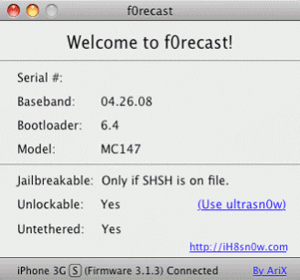 f0recast
Welcome to f0recast!
Serial #:
Baseband: 04.26.08
Bootloader: 6.4
Model: MC147
Jailbreakable: Only if SHSH is on file.
Unlockable: Yes (Use ultrasn0w)
Untethered: Yes
http://iH8sn0w.com
iPhone 3G S (Firmware 3.1.3) Connected By AriX